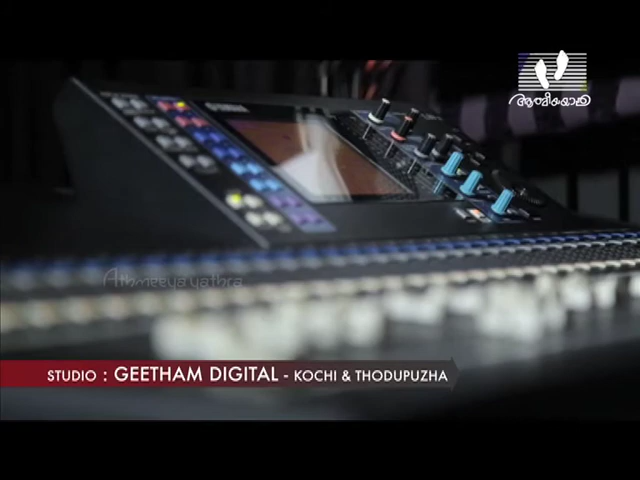 ആത്മീയയാത്ര
Athmeeya yathra
STUDIO : GEETHAM DIGITAL - KOCHI & THODUPUZHA